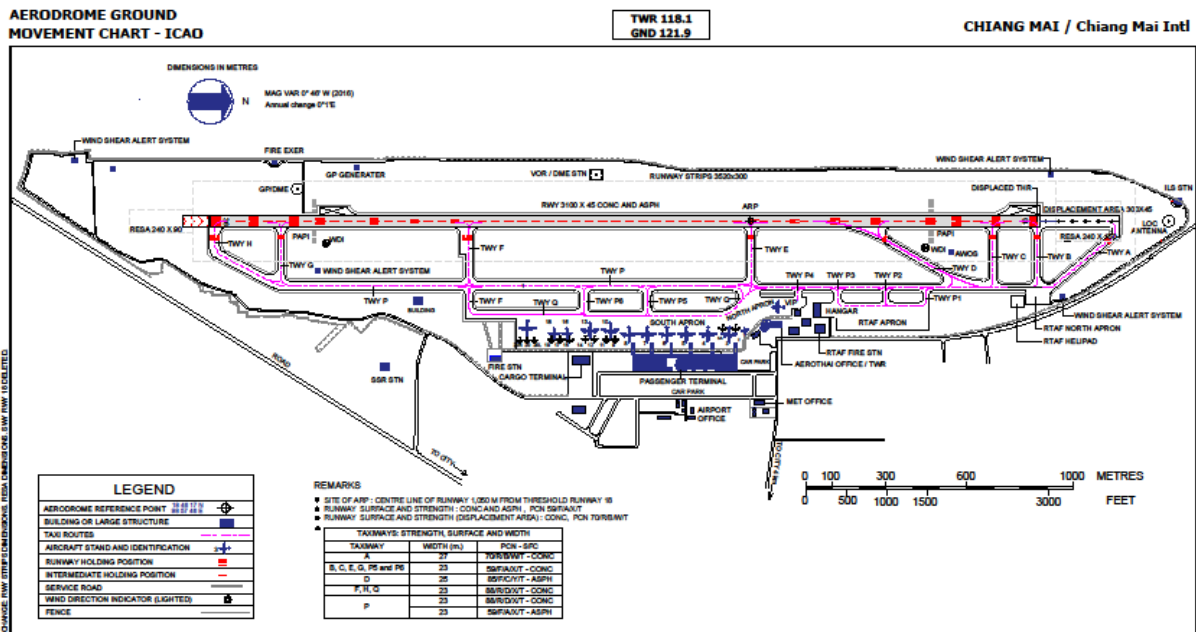 AERODROME GROUND
MOVEMENT CHART - ICAO
TWR 118.1
GND 121.9
CHIANG MAI / Chiang Mai Intl
DIMENSIONS IN METRES
N
MAG VAR 0° 46' W (2016)
Annual change 0°1'E
WIND SHEAR ALERT SYSTEM
FIRE EXER
GP GENERATER
GP/DME
VOR / DME STN
RUNWAY STRIPS 3520x300
WIND SHEAR ALERT SYSTEM
DISPLACED THR
ILS STN
RWY 3100 X 45 CONC AND ASPH
ARP
DISPLACEMENT AREA
LOC
ANTENNA
RESA 240 X 90
RESA 240 X
PAPI
WDI
PAPI
WDI
AWOS
TWY H
TWY G
TWY F
TWY E
TWY D
TWY C
TWY B
TWY A
WIND SHEAR ALERT SYSTEM
TWY P
TWY P
TWY F
TWY Q
TWY P6
TWY P5
TWY Q
TWY P4
TWY P3
TWY P2
TWY P1
BUILDING
NORTH APRON
VIP
HANGAR
SOUTH APRON
RTAF APRON
WIND SHEAR ALERT SYSTEM
RTAF NORTH APRON
RTAF HELIPAD
RTAF FIRE STN
AEROTHAI OFFICE / TWR
FIRE STN
CARGO TERMINAL
CAR PARK
SSR STN
PASSENGER TERMINAL
CAR PARK
MET OFFICE
AIRPORT
OFFICE
ROAD
TO CITY
TO CITY
0 100 300 600 1000 METRES
0 500 1000 1500 3000 FEET
LEGEND
AERODROME REFERENCE POINT
BUILDING OR LARGE STRUCTURE
TAXI ROUTES
AIRCRAFT STAND AND IDENTIFICATION
RUNWAY HOLDING POSITION
INTERMEDIATE HOLDING POSITION
SERVICE ROAD
WIND DIRECTION INDICATOR (LIGHTED)
FENCE
REMARKS
SITE OF ARP : CENTRE LINE OF RUNWAY 1,050 M FROM THRESHOLD RUNWAY 18
RUNWAY SURFACE AND STRENGTH : CONC AND ASPH , PCN 59/F/A/X/T
RUNWAY SURFACE AND STRENGTH (DISPLACEMENT AREA) : CONC, PCN 70/R/B/W/T
TAXIWAYS: STRENGTH, SURFACE AND WIDTH
TAXIWAY WIDTH (m.) PCN - SFC
A 27 70/R/B/W/T - CONC
B, C, E, G, P5 and P6 23 59/F/A/X/T - CONC
D 25 85/F/C/Y/T - ASPH
F, H, Q 23 88/R/D/X/T - CONC
P 23 88/R/D/X/T - CONC
23 59/F/A/X/T - ASPH